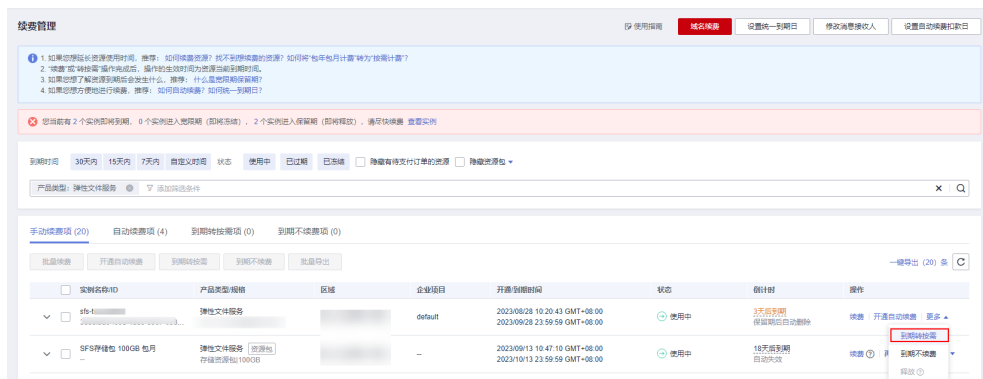 续费管理
使用指南 域名续费 设置统一到期日 修改消息接收人 设置自动续费扣款日
1. 如果您想延长资源使用时间，推荐： 如何续费资源？找不到想续费的资源？如何将“包年包月计费”转为“按需计费”？
2. “续费”或“转按需”操作完成后，操作的生效时间为资源当前到期时间。
3. 如果您想了解资源到期后会发生什么，推荐： 什么是宽限期保留期？
4. 如果您想方便地进行续费，推荐： 如何自动续费？如何统一到期日？
您当前有 2 个实例即将到期， 0 个实例进入宽限期（即将冻结）， 2 个实例进入保留期（即将释放），请尽快续费 查看实例
到期时间 30天内 15天内 7天内 自定义时间 状态 使用中 已过期 已冻结 隐藏有待支付订单的资源 隐藏资源包
产品类型：弹性文件服务 添加筛选条件
手动续费项 (20) 自动续费项 (4) 到期转按需项 (0) 到期不续费项 (0)
批量续费 开通自动续费 到期转按需 到期不续费 批量导出 一键导出（20）条
实例名称/ID 产品类型/规格 区域 企业项目 开通/到期时间 状态 倒计时 操作
sfs-t 弹性文件服务 default 2023/08/28 10:20:43 GMT+08:00 使用中 3天后到期 续费 开通自动续费 更多
2023/09/28 23:59:59 GMT+08:00 保留期后自动删除
到期转按需
SFS存储包 100GB 包月 弹性文件服务 资源包 -- 2023/09/13 10:47:10 GMT+08:00 使用中 18天后到期 续费 到期不续费
-- 存储资源包|100GB 2023/10/13 23:59:59 GMT+08:00 自动失效
释放